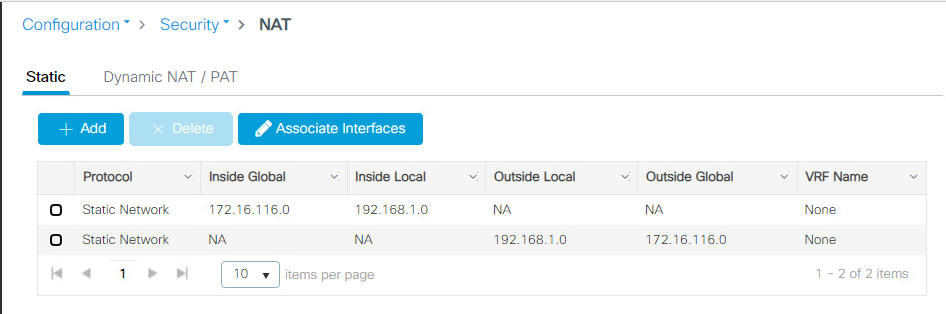 Configuration > Security > NAT
Static Dynamic NAT / PAT
+ Add × Delete Associate Interfaces
Protocol Inside Global Inside Local Outside Local Outside Global VRF Name
Static Network 172.16.116.0 192.168.1.0 NA NA None
Static Network NA NA 192.168.1.0 172.16.116.0 None
1 10 items per page 1 - 2 of 2 items